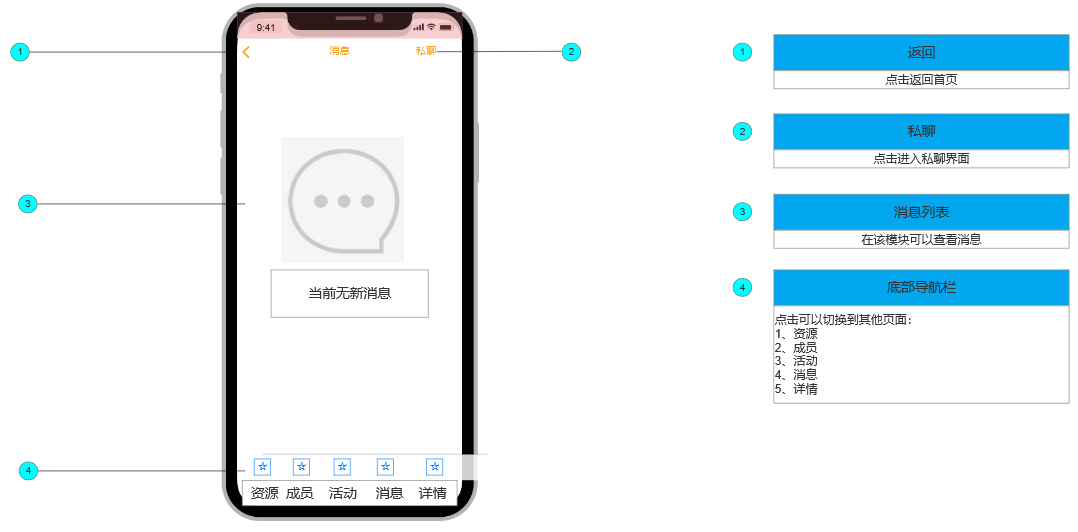 9:41
消息
私聊
当前无新消息
资源 成员 活动 消息 详情
1
2
3
4
1
返回
点击返回首页
2
私聊
点击进入私聊界面
3
消息列表
在该模块可以查看消息
4
底部导航栏
点击可以切换到其他页面：
1、资源
2、成员
3、活动
4、消息
5、详情